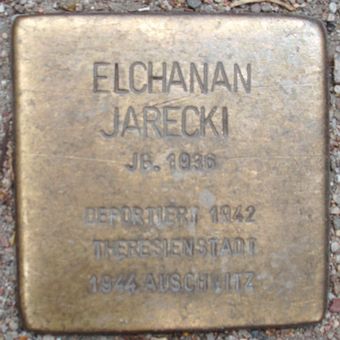 ELCHANAN
JARECKI
JG. 1936
DEPORTIERT 1942
THERESIENSTADT
1944 AUSCHWITZ